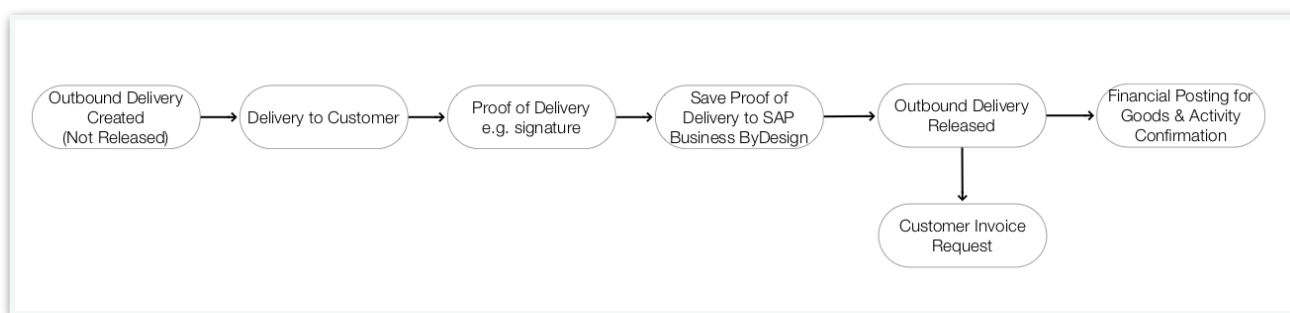 Outbound Delivery
Created
(Not Released)
Delivery to Customer
Proof of Delivery
e.g. signature
Save Proof of
Delivery to SAP
Business ByDesign
Outbound Delivery
Released
Financial Posting for
Goods & Activity
Confirmation
Customer Invoice
Request